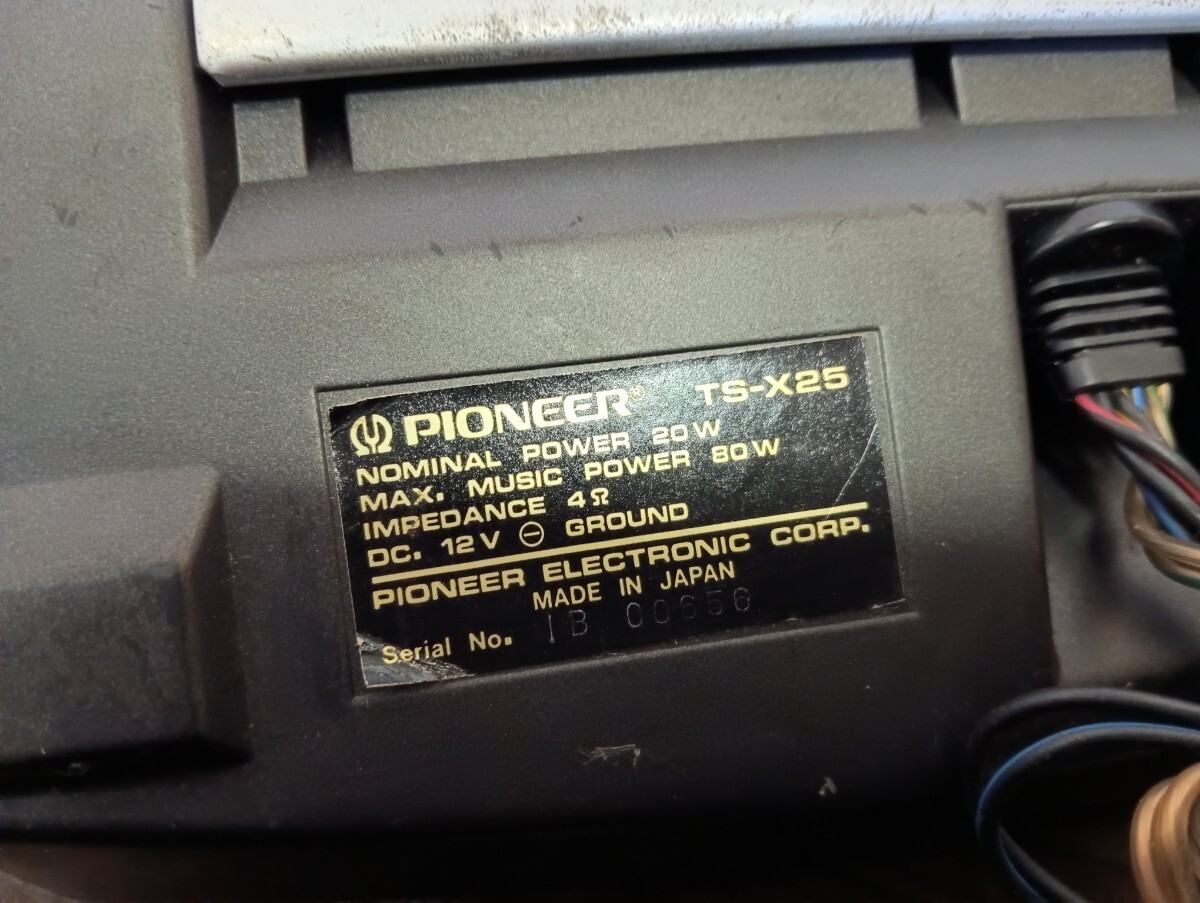 PIONEER® TS-X25
NOMINAL POWER 20W
MAX. MUSIC POWER 80W
IMPEDANCE 4Ω
DC. 12V ⊖ GROUND
PIONEER ELECTRONIC CORP.
MADE IN JAPAN
Serial No. IB 00656